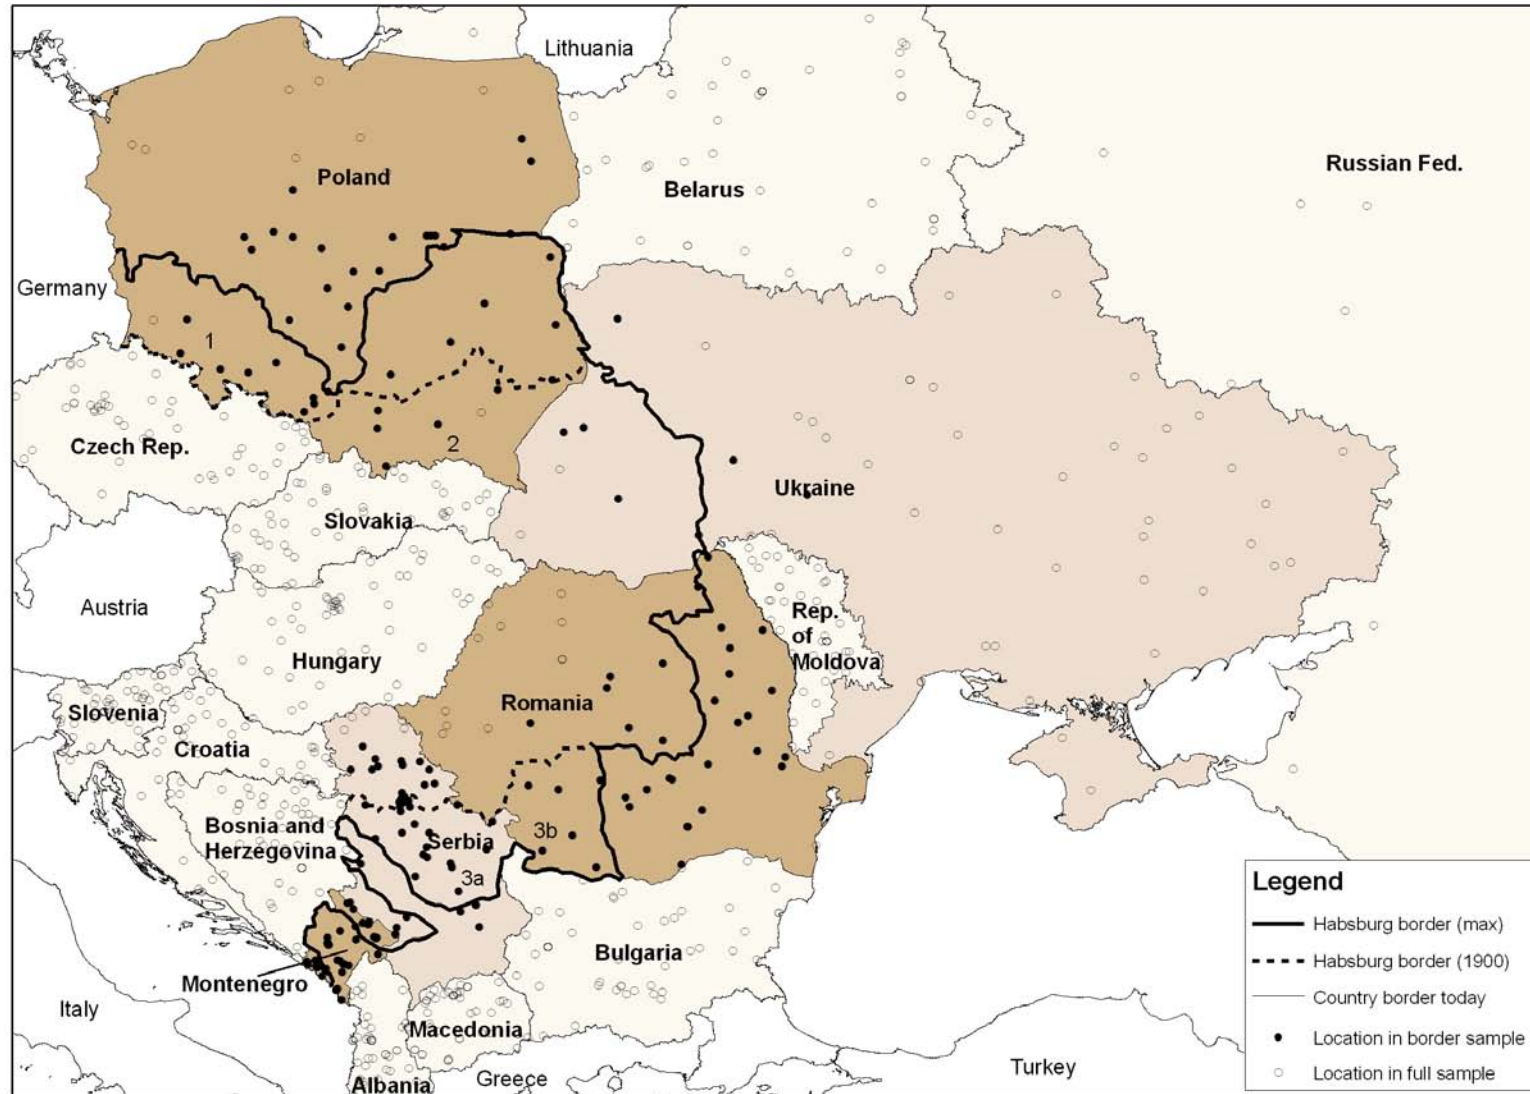 Lithuania
Poland
Belarus
Russian Fed.
Germany
1
Czech Rep.
2
Ukraine
Slovakia
Austria
Rep.
of
Moldova
Hungary
Romania
Slovenia
Croatia
Bosnia and
Herzegovina
Serbia
3b
3a
Bulgaria
Montenegro
Italy
Macedonia
Albania
Greece
Turkey
Legend
Habsburg border (max)
Habsburg border (1900)
Country border today
Location in border sample
Location in full sample